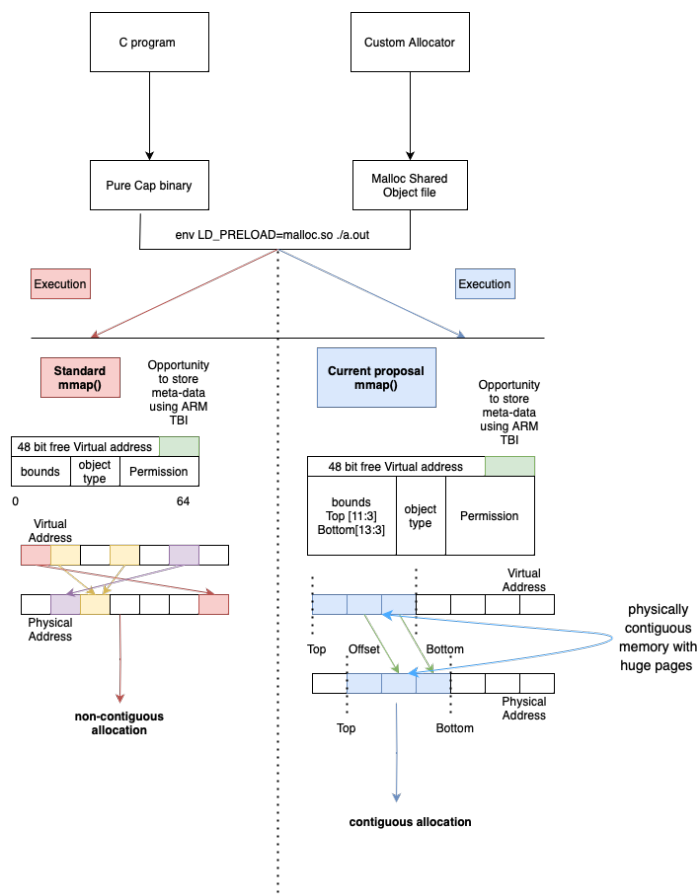 C program
Custom Allocator
Pure Cap binary
Malloc Shared
Object file
env LD_PRELOAD=malloc.so ./a.out
Execution
Execution
Standard
mmap()
Opportunity
to store
meta-data
using ARM
TBI
48 bit free Virtual address
bounds
object
type
Permission
0
64
Virtual
Address
Physical
Address
non-contiguous
allocation
Current proposal
mmap()
Opportunity
to store
meta-data
using ARM
TBI
48 bit free Virtual address
bounds
Top [11:3]
Bottom[13:3]
object
type
Permission
Virtual
Address
Top
Offset
Bottom
physically
contiguous
memory with
huge pages
Physical
Address
Top
Bottom
contiguous allocation